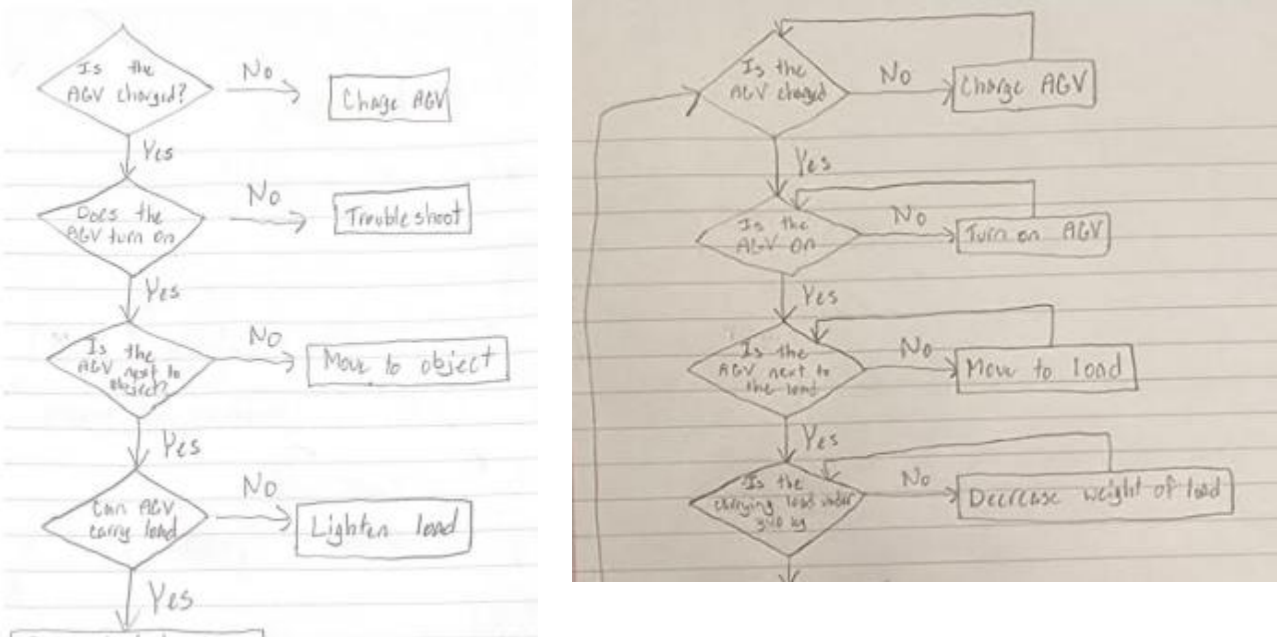 Is the
AGV charged?
No
Charge AGV
Yes
Does the
AGV turn on
No
Troubleshoot
Yes
Is the
AGV next to
object?
No
Move to object
Yes
Can AGV
carry load
No
Lighten load
Yes
Is the
AGV charged
No
Charge AGV
Yes
Is the
AGV on
No
Turn on AGV
Yes
Is the
AGV next to
the load
No
Move to load
Yes
Is the
carrying load under
340 kg
No
Decrease weight of load